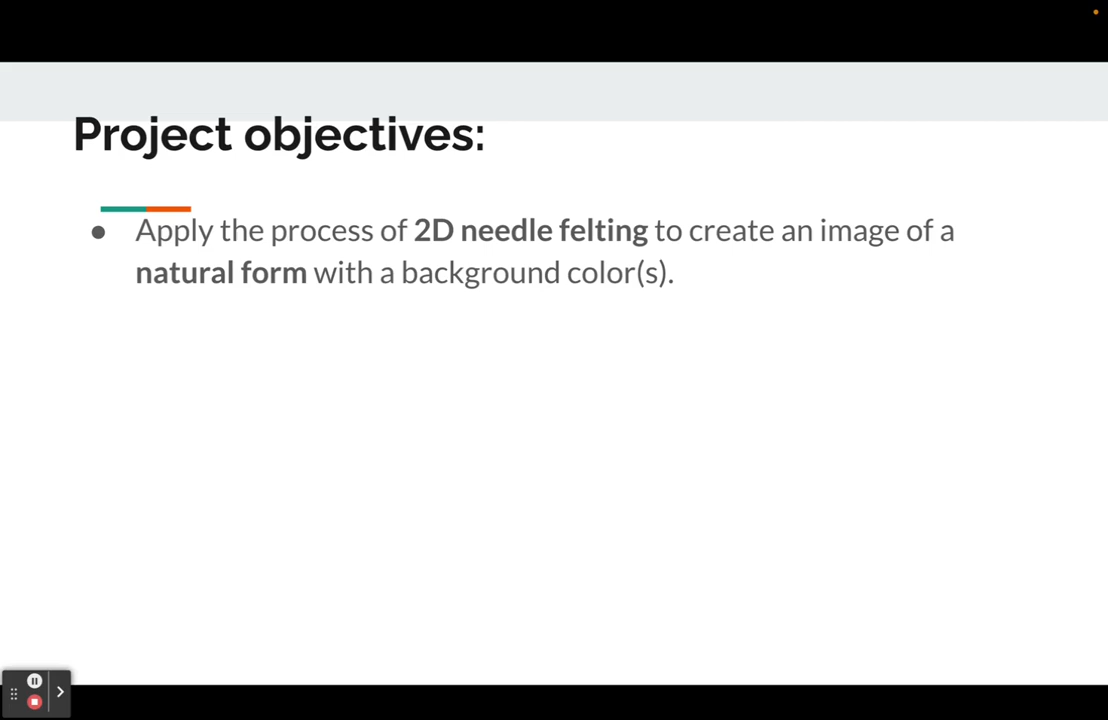 Project objectives:
● Apply the process of 2D needle felting to create an image of a
natural form with a background color(s).